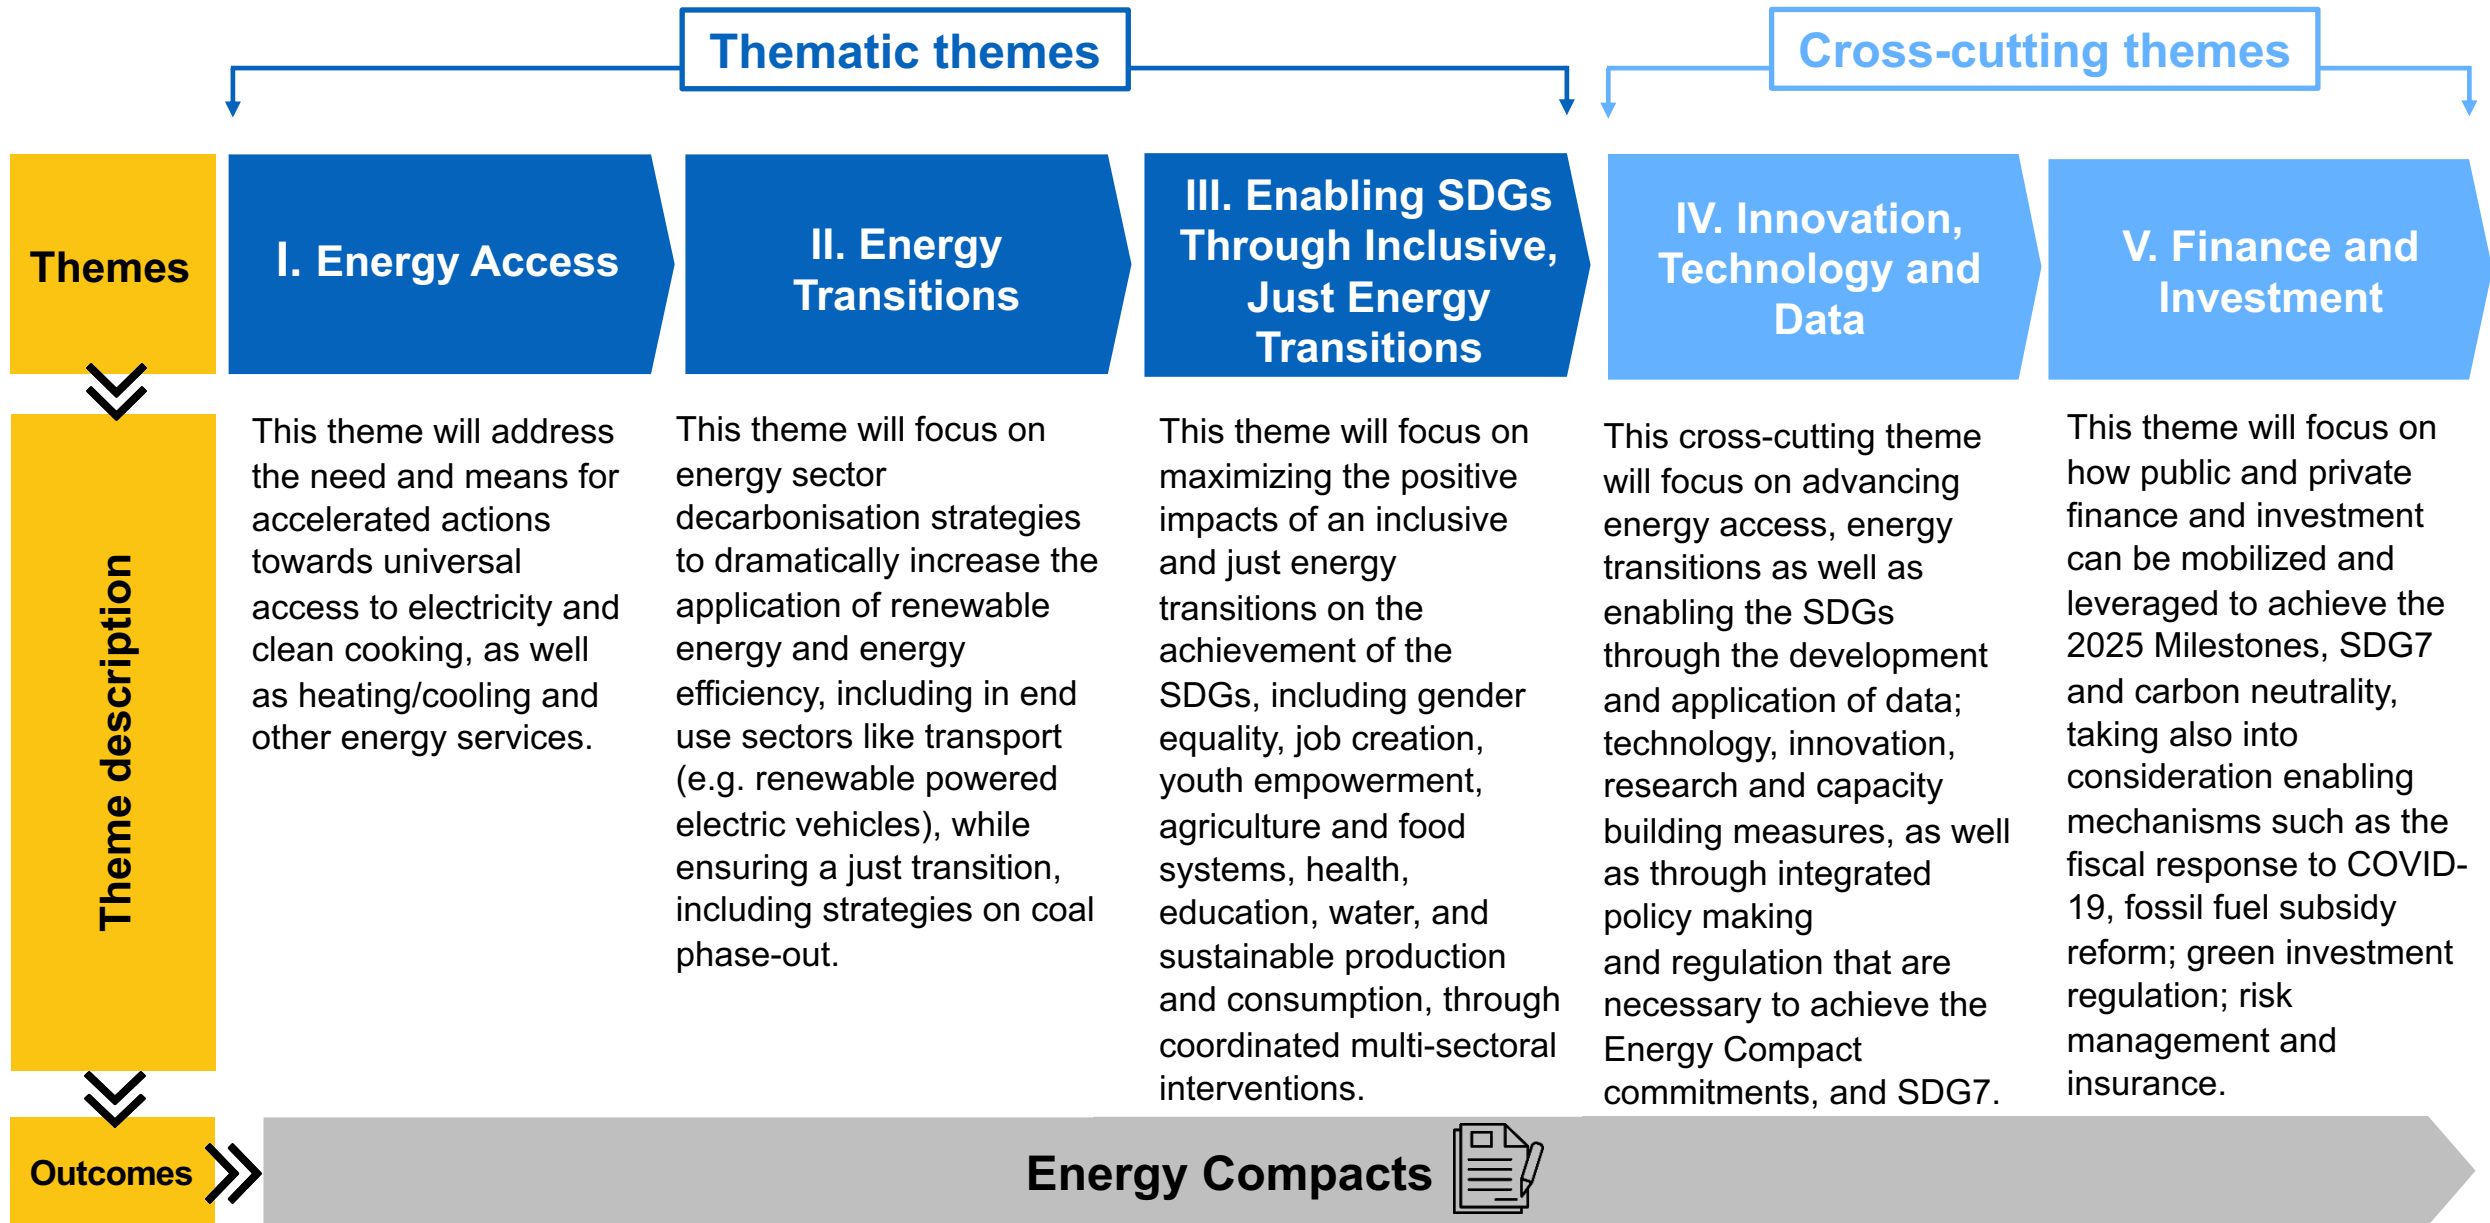 Thematic themes
Cross-cutting themes
Themes
I. Energy Access
II. Energy
Transitions
III. Enabling SDGs
Through Inclusive,
Just Energy
Transitions
IV. Innovation,
Technology and
Data
V. Finance and
Investment
Theme description
This theme will address
the need and means for
accelerated actions
towards universal
access to electricity and
clean cooking, as well
as heating/cooling and
other energy services.
This theme will focus on
energy sector
decarbonisation strategies
to dramatically increase the
application of renewable
energy and energy
efficiency, including in end
use sectors like transport
(e.g. renewable powered
electric vehicles), while
ensuring a just transition,
including strategies on coal
phase-out.
This theme will focus on
maximizing the positive
impacts of an inclusive
and just energy
transitions on the
achievement of the
SDGs, including gender
equality, job creation,
youth empowerment,
agriculture and food
systems, health,
education, water, and
sustainable production
and consumption, through
coordinated multi-sectoral
interventions.
This cross-cutting theme
will focus on advancing
energy access, energy
transitions as well as
enabling the SDGs
through the development
and application of data;
technology, innovation,
research and capacity
building measures, as well
as through integrated
policy making
and regulation that are
necessary to achieve the
Energy Compact
commitments, and SDG7.
This theme will focus on
how public and private
finance and investment
can be mobilized and
leveraged to achieve the
2025 Milestones, SDG7
and carbon neutrality,
taking also into
consideration enabling
mechanisms such as the
fiscal response to COVID-
19, fossil fuel subsidy
reform; green investment
regulation; risk
management and
insurance.
Outcomes
Energy Compacts